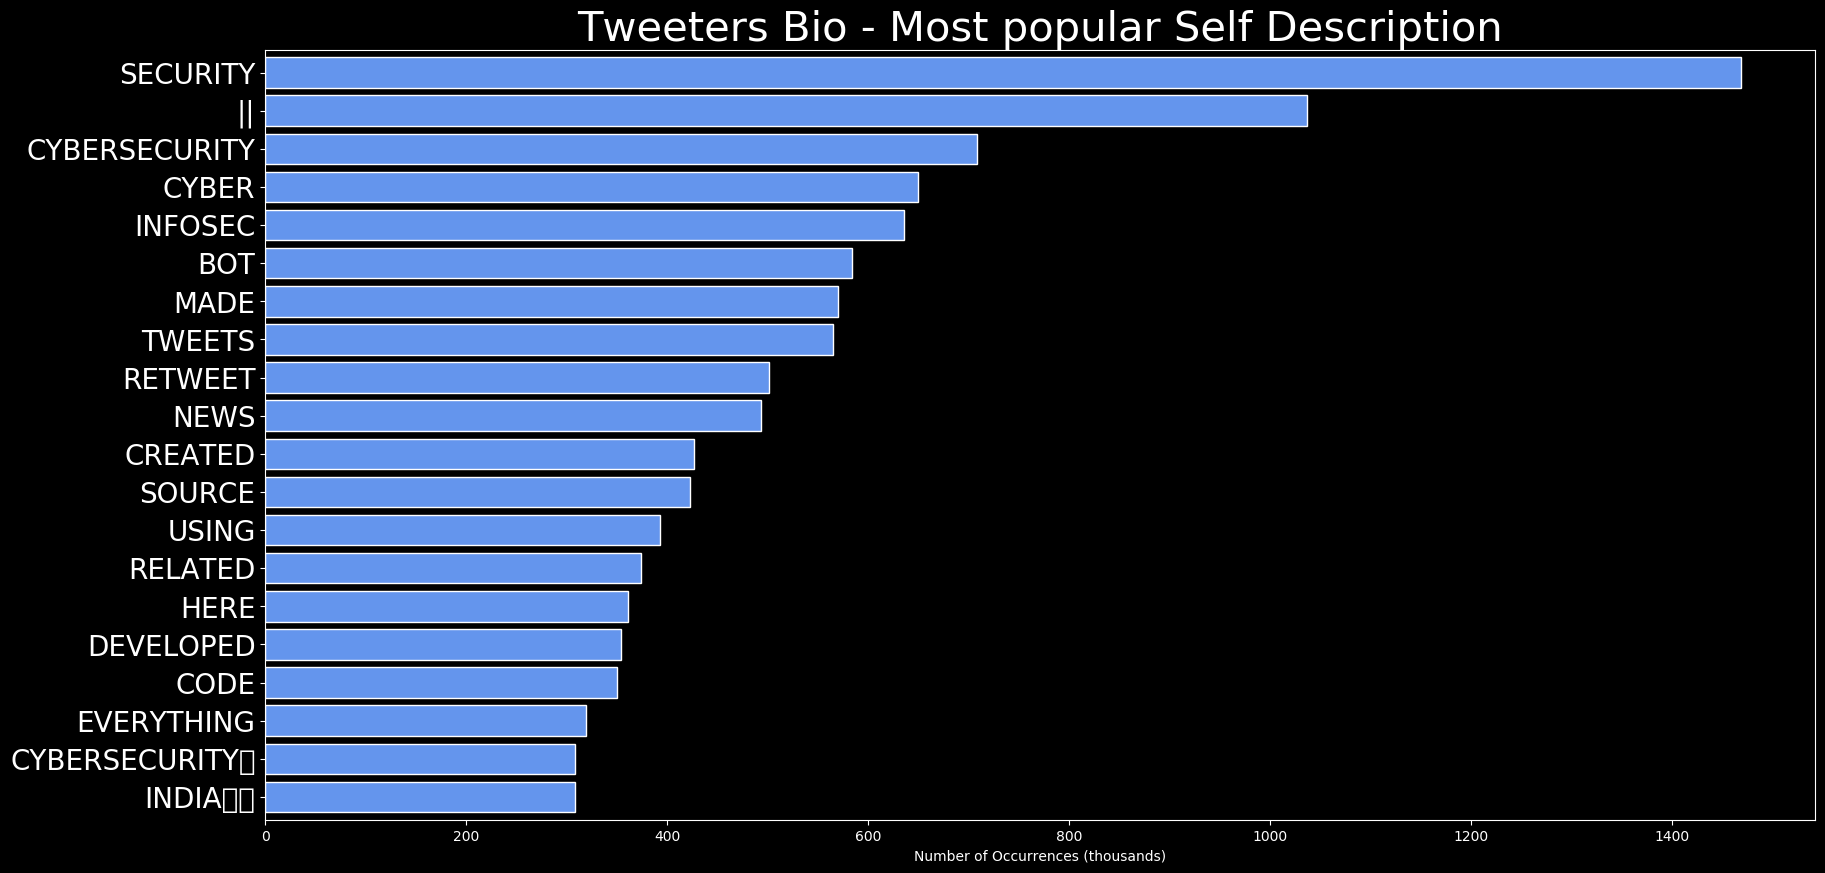 Tweeters Bio - Most popular Self Description
SECURITY
||
CYBERSECURITY
CYBER
INFOSEC
BOT
MADE
TWEETS
RETWEET
NEWS
CREATED
SOURCE
USING
RELATED
HERE
DEVELOPED
CODE
EVERYTHING
CYBERSECURITY▯
INDIA▯▯
0 200 400 600 800 1000 1200 1400
Number of Occurrences (thousands)